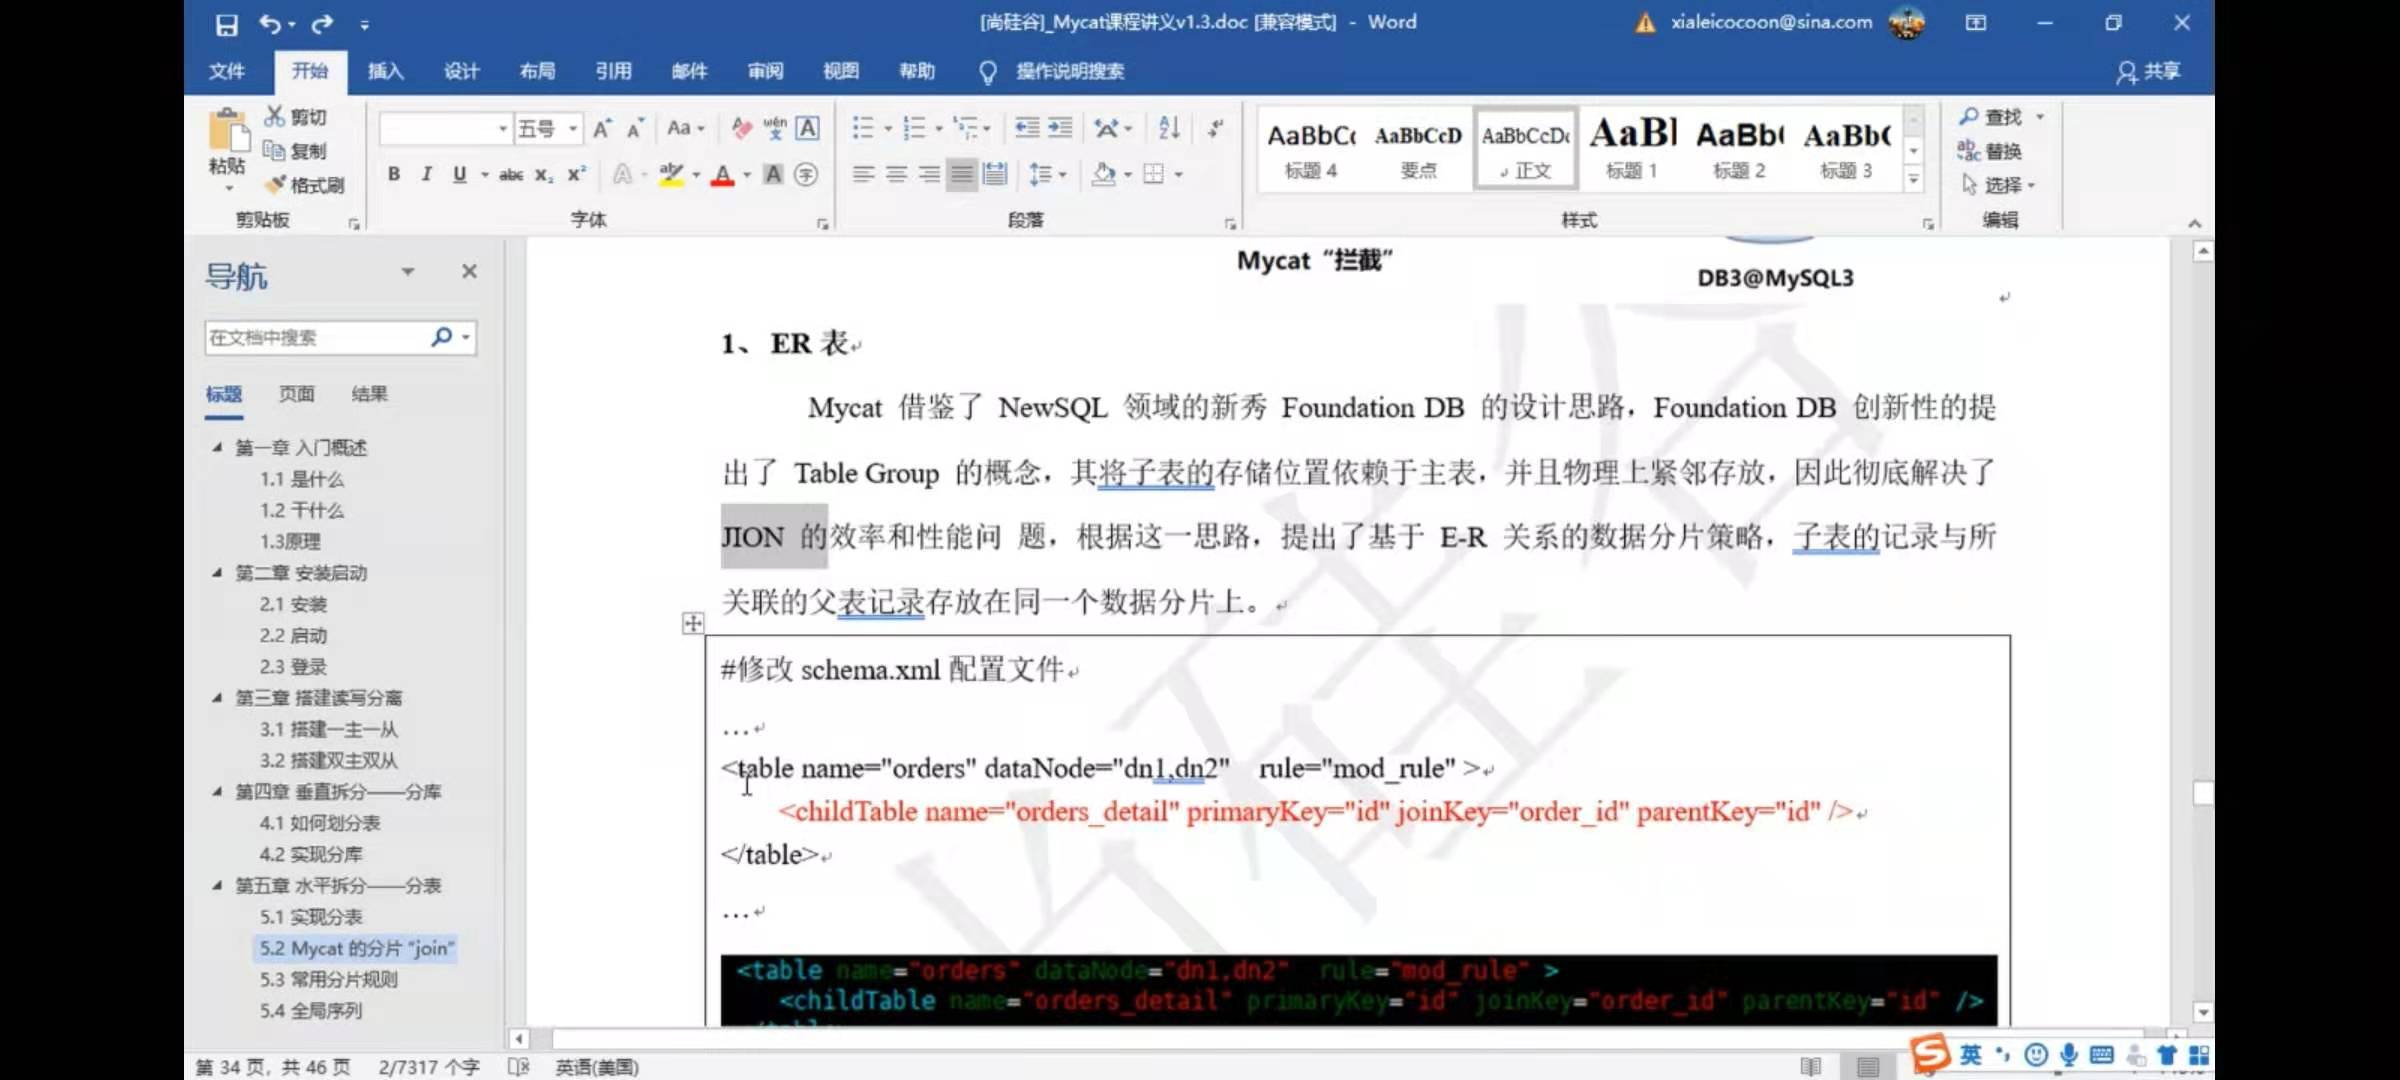 [尚硅谷]_Mycat课程讲义v1.3.doc [兼容模式] - Word
xialeicocoon@sina.com
文件 开始 插入 设计 布局 引用 邮件 审阅 视图 帮助 操作说明搜索 共享
粘贴 剪切 复制 格式刷
剪贴板
五号 Aa wén 文 A
B I U abc x₂ x² A A A 字
字体
段落
AaBbCc AaBbCcD AaBbCcDc AaBl AaBb( AaBb(
标题 4 要点 正文 标题 1 标题 2 标题 3
样式
查找
替换
选择
编辑
导航
在文档中搜索
标题 页面 结果
第一章 入门概述
1.1 是什么
1.2 干什么
1.3原理
第二章 安装启动
2.1 安装
2.2 启动
2.3 登录
第三章 搭建读写分离
3.1 搭建一主一从
3.2 搭建双主双从
第四章 垂直拆分——分库
4.1 如何划分表
4.2 实现分库
第五章 水平拆分——分表
5.1 实现分表
5.2 Mycat 的分片 “join”
5.3 常用分片规则
5.4 全局序列
Mycat“拦截”
DB3@MySQL3
1、 ER 表
Mycat 借鉴了 NewSQL 领域的新秀 Foundation DB 的设计思路，Foundation DB 创新性的提
出了 Table Group 的概念，其将子表的存储位置依赖于主表，并且物理上紧邻存放，因此彻底解决了
JION 的效率和性能问 题，根据这一思路，提出了基于 E-R 关系的数据分片策略，子表的记录与所
关联的父表记录存放在同一个数据分片上。
#修改 schema.xml 配置文件
…
<table name="orders" dataNode="dn1,dn2" rule="mod_rule" >
<childTable name="orders_detail" primaryKey="id" joinKey="order_id" parentKey="id" />
</table>
…
<table name="orders" dataNode="dn1,dn2" rule="mod_rule" >
<childTable name="orders_detail" primaryKey="id" joinKey="order_id" parentKey="id" />
第 34 页，共 46 页 2/7317 个字 英语(美国)
英